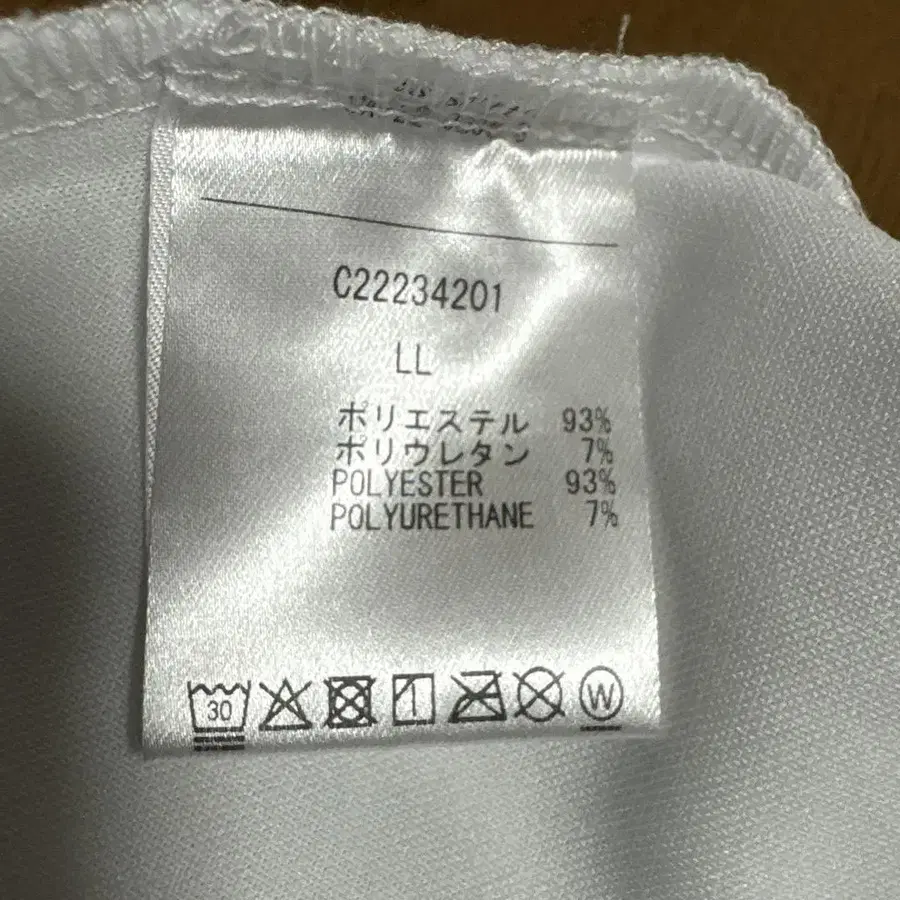 C22234201
LL
ポリエステル 93%
ポリウレタン 7%
POLYESTER 93%
POLYURETHANE 7%
30 W